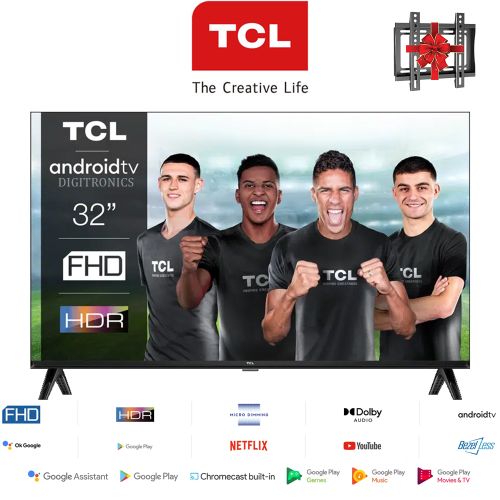 TCL
The Creative Life
TCL
androidtv
DIGITRONICS
32”
FHD
HDR
TCL
TCL
TCL
TCL
TCL
FHD
HDR
MICRO DIMMING
Dolby
AUDIO
androidtv
Ok Google
Google Play
NETFLIX
YouTube
BezelLess
Google Assistant
Google Play
Chromecast built-in
Google Play
Games
Google Play
Music
Google Play
Movies & TV